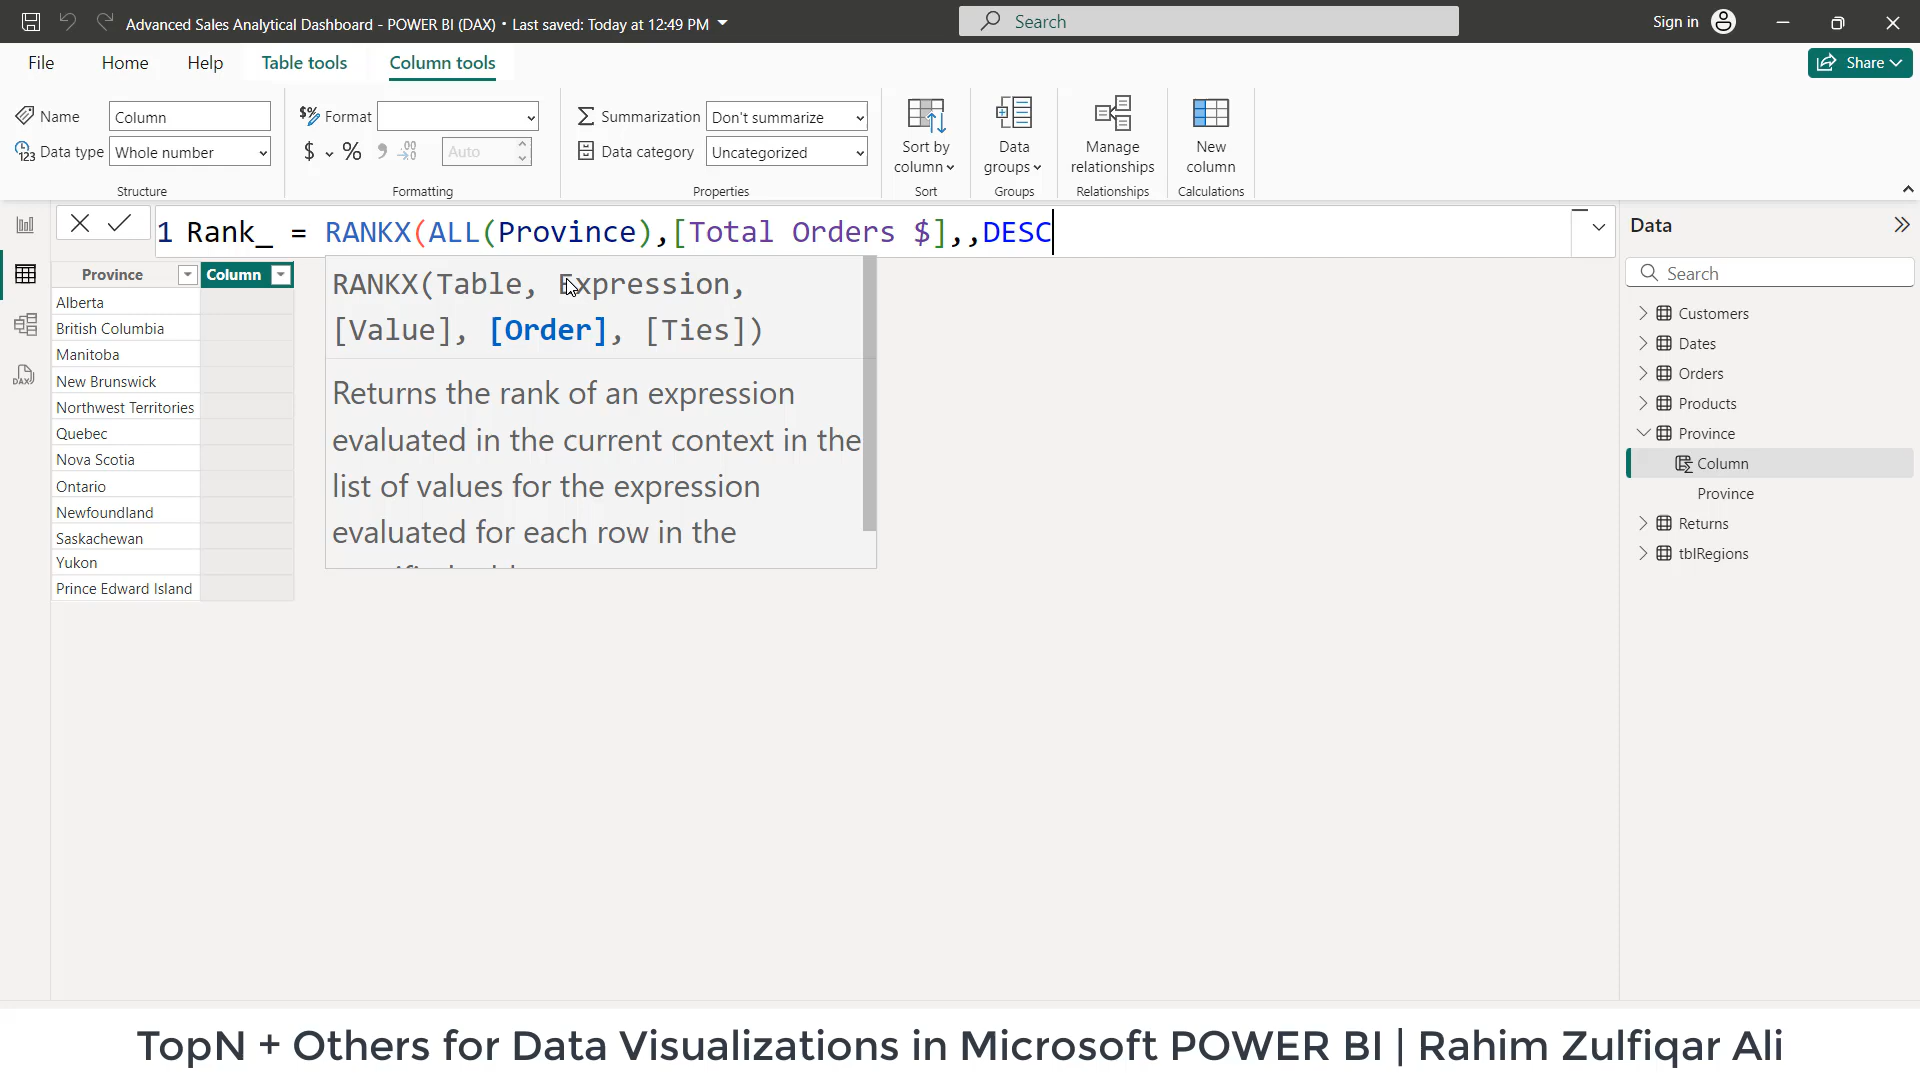 Advanced Sales Analytical Dashboard - POWER BI (DAX) • Last saved: Today at 12:49 PM
Search
Sign in
File
Home
Help
Table tools
Column tools
Share
Name
Column
Data type
Whole number
Structure
Format
$
%
Auto
Formatting
Summarization
Don't summarize
Data category
Uncategorized
Properties
Sort by
column
Sort
Data
groups
Groups
Manage
relationships
Relationships
New
column
Calculations
1 Rank_ = RANKX(ALL(Province),[Total Orders $],,DESC
RANKX(Table, Expression,
[Value], [Order], [Ties])
Returns the rank of an expression
evaluated in the current context in the
list of values for the expression
evaluated for each row in the
Province
Column
Alberta
British Columbia
Manitoba
New Brunswick
Northwest Territories
Quebec
Nova Scotia
Ontario
Newfoundland
Saskachewan
Yukon
Prince Edward Island
Data
Search
Customers
Dates
Orders
Products
Province
Column
Province
Returns
tblRegions
TopN + Others for Data Visualizations in Microsoft POWER BI | Rahim Zulfiqar Ali